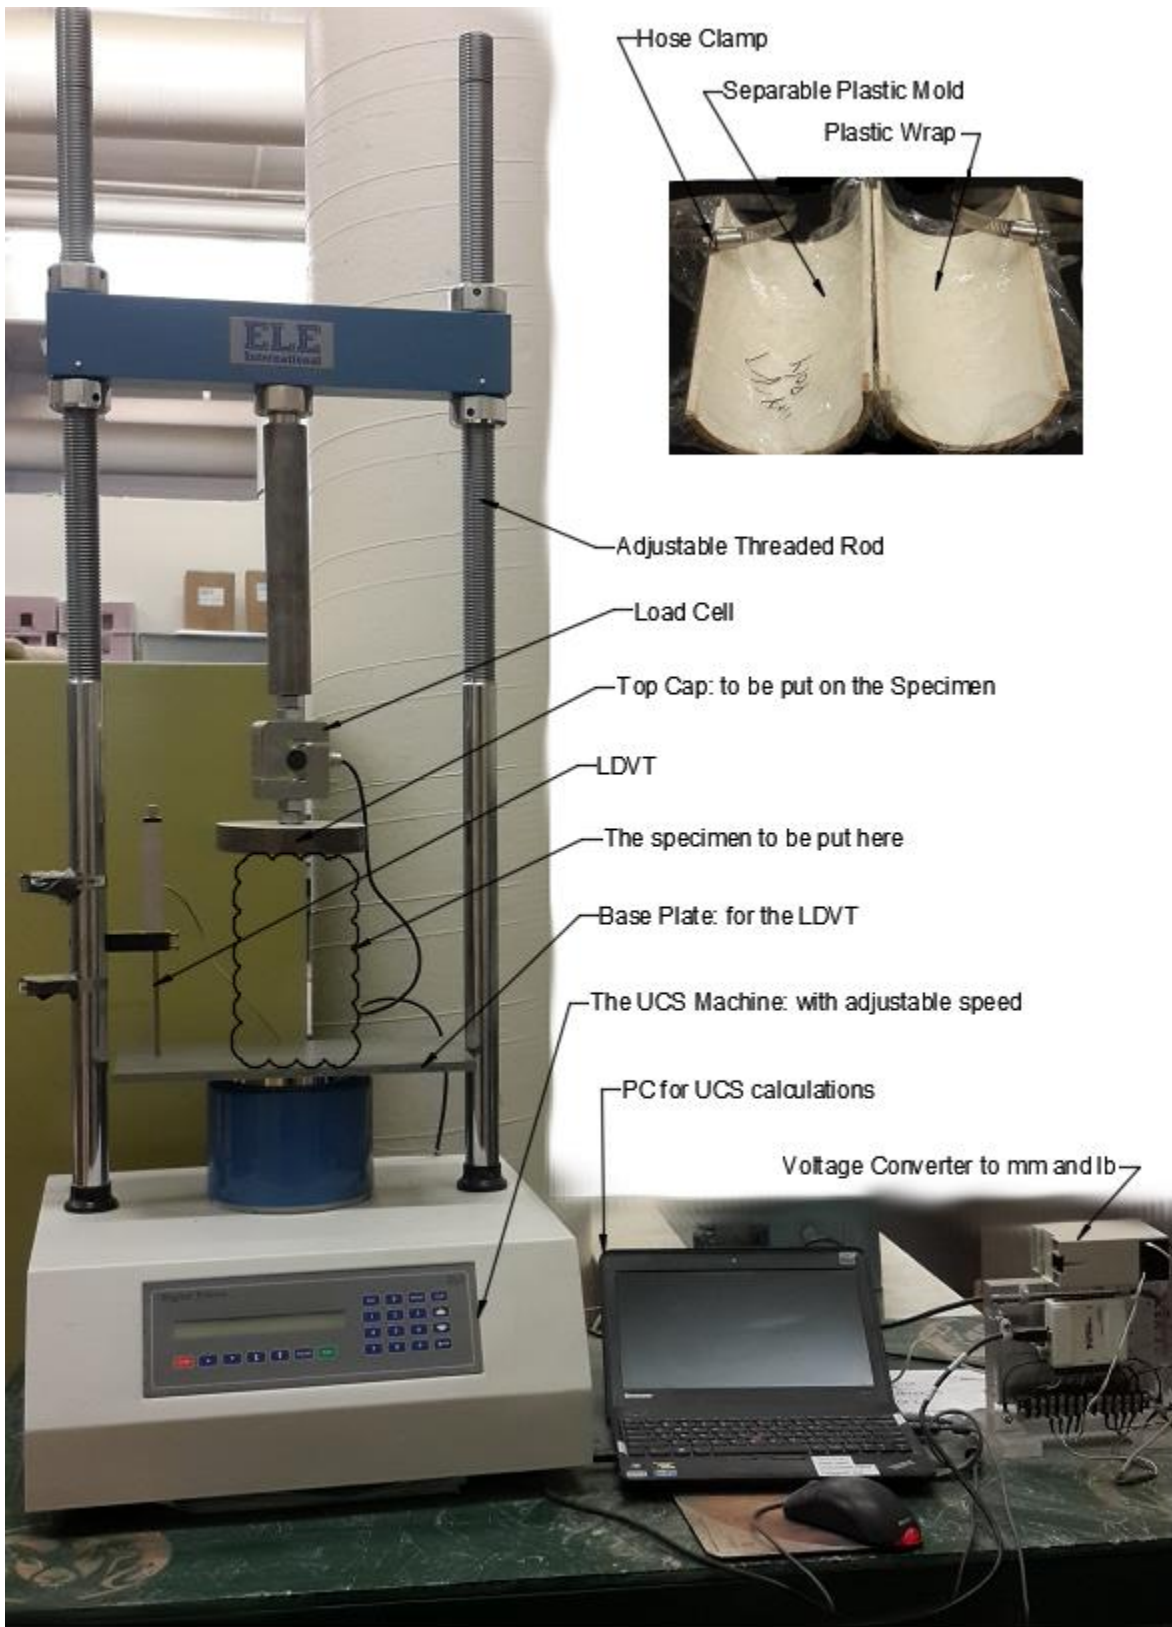 Hose Clamp
Separable Plastic Mold
Plastic Wrap
ELE
International
Adjustable Threaded Rod
Load Cell
Top Cap: to be put on the Specimen
LDVT
The specimen to be put here
Base Plate: for the LDVT
The UCS Machine: with adjustable speed
PC for UCS calculations
Voltage Converter to mm and lb